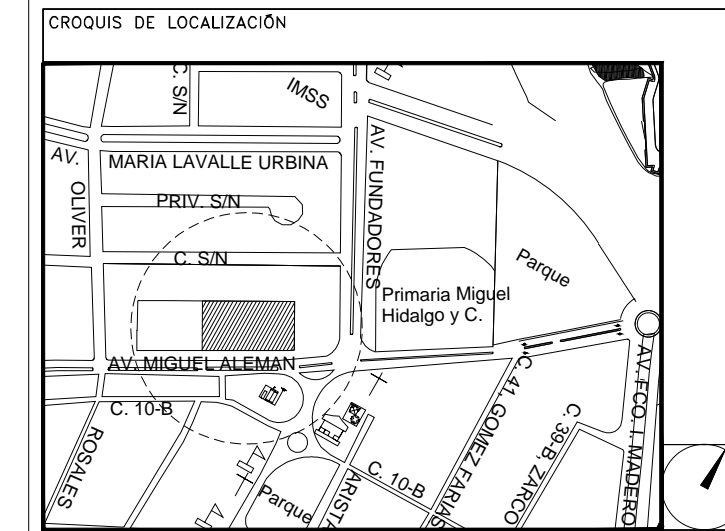 CROQUIS DE LOCALIZACIÓN
C. S/N
IMSS
AV.
OLIVER
MARIA LAVALLE URBINA
AV. FUNDADORES
PRIV. S/N
C. S/N
Parque
Primaria Miguel
Hidalgo y C.
AV. MIGUEL ALEMAN
C. 10-B
ROSALES
Parque
ARISTA
C. 10-B
C. 41, GOMEZ FARIAS
C. 39-B, ZARCO
AV. FCO. I. MADERO